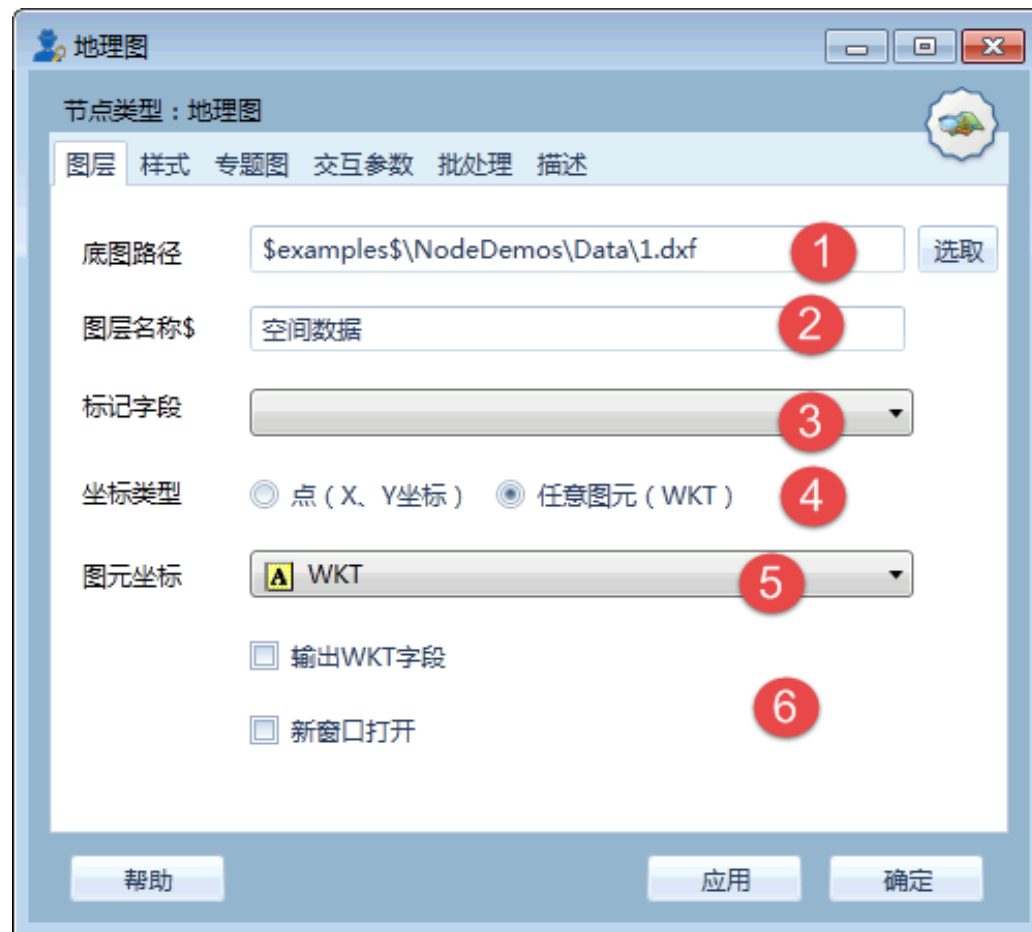 地理图
节点类型：地理图
图层 样式 专题图 交互参数 批处理 描述
底图路径 $examples$\NodeDemos\Data\1.dxf 1 选取
图层名称$ 空间数据 2
标记字段 3
坐标类型 点（X、Y坐标） 任意图元（WKT） 4
图元坐标 A WKT 5
输出WKT字段
6
新窗口打开
帮助 应用 确定